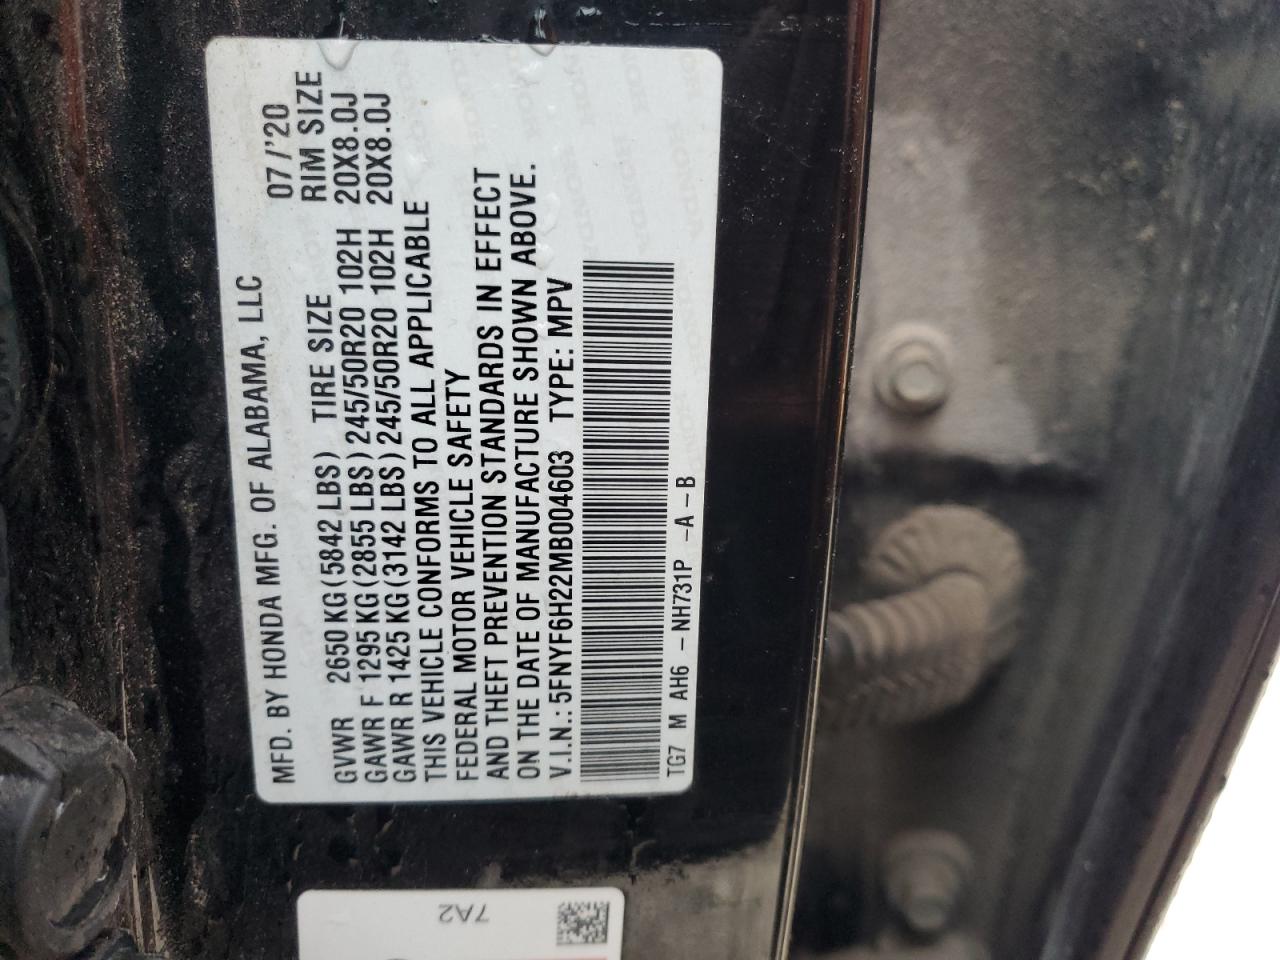 MFD. BY HONDA MFG. OF ALABAMA, LLC 07/'20
GVWR 2650 KG (5842 LBS) TIRE SIZE RIM SIZE
GAWR F 1295 KG (2855 LBS) 245/50R20 102H 20X8.0J
GAWR R 1425 KG (3142 LBS) 245/50R20 102H 20X8.0J
THIS VEHICLE CONFORMS TO ALL APPLICABLE
FEDERAL MOTOR VEHICLE SAFETY
AND THEFT PREVENTION STANDARDS IN EFFECT
ON THE DATE OF MANUFACTURE SHOWN ABOVE.
V.I.N.: 5FNYF6H22MB004603 TYPE: MPV
TG7 M AH6 -NH731P -A-B
7A2